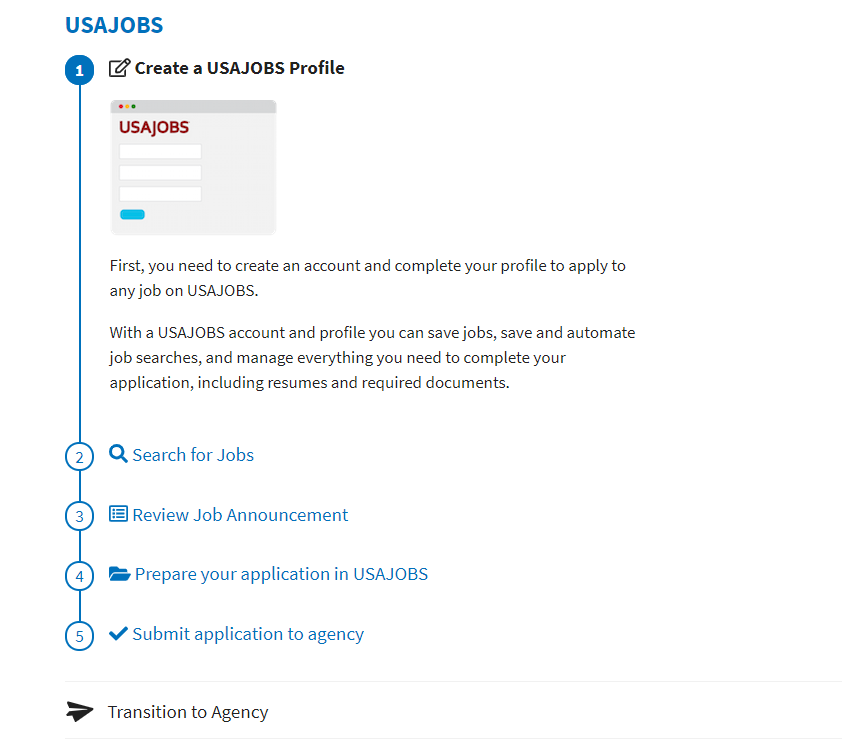 USAJOBS
1 Create a USAJOBS Profile
USAJOBS
First, you need to create an account and complete your profile to apply to
any job on USAJOBS.
With a USAJOBS account and profile you can save jobs, save and automate
job searches, and manage everything you need to complete your
application, including resumes and required documents.
2 Search for Jobs
3 Review Job Announcement
4 Prepare your application in USAJOBS
5 Submit application to agency
Transition to Agency